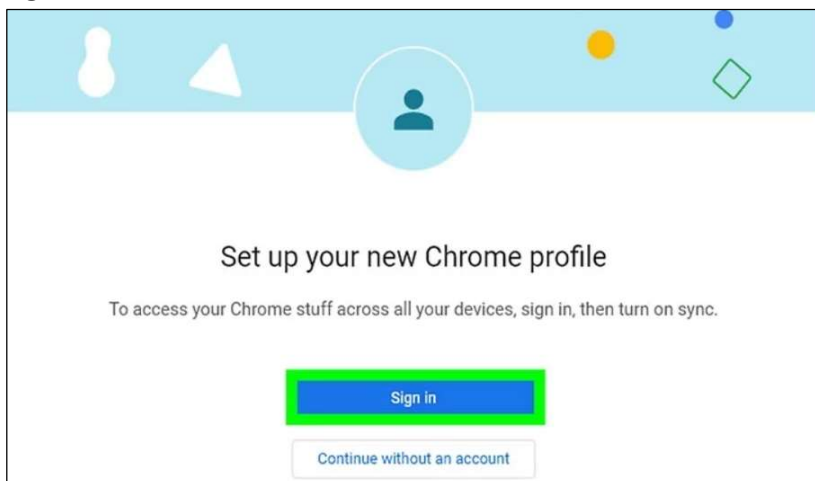 Set up your new Chrome profile
To access your Chrome stuff across all your devices, sign in, then turn on sync.
Sign in
Continue without an account